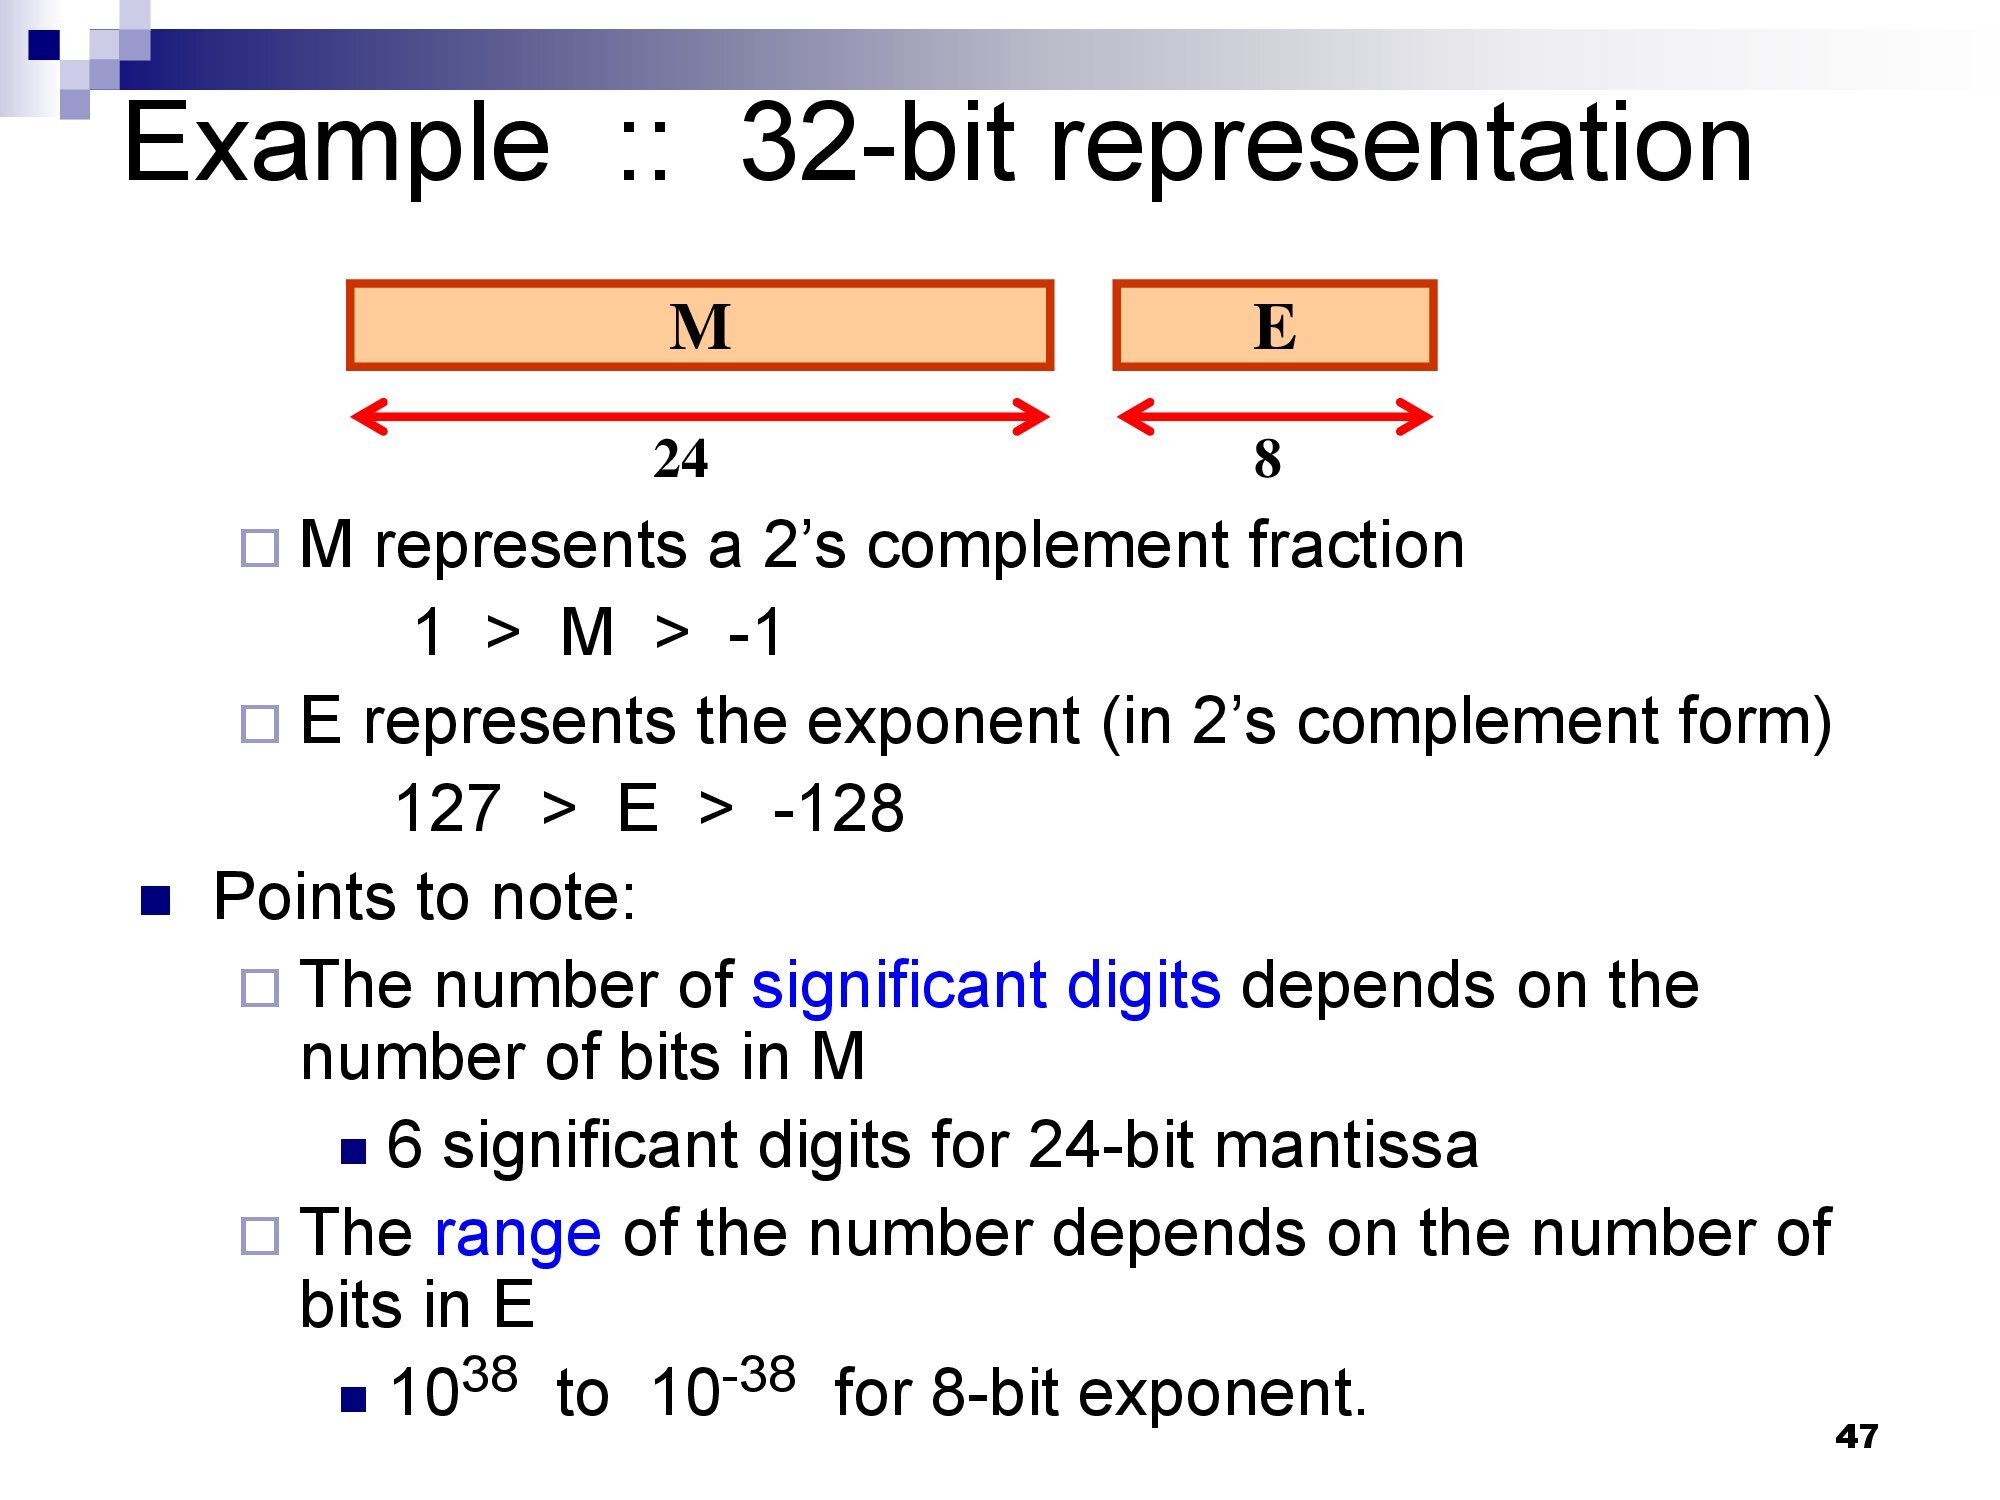 Example :: 32-bit representation
M E
24 8
M represents a 2’s complement fraction
1 > M > -1
E represents the exponent (in 2’s complement form)
127 > E > -128
Points to note:
The number of significant digits depends on the
number of bits in M
6 significant digits for 24-bit mantissa
The range of the number depends on the number of
bits in E
10³⁸ to 10⁻³⁸ for 8-bit exponent.
47